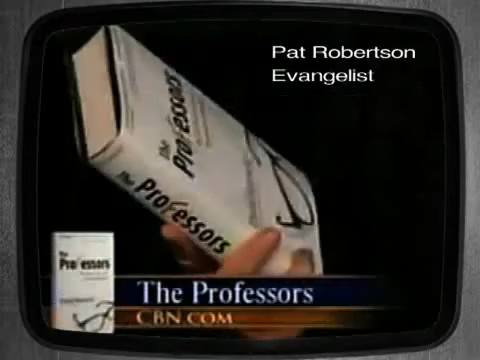 Pat Robertson
Evangelist
The Professors
The Professors
The
Professors
The Professors
CBN.COM